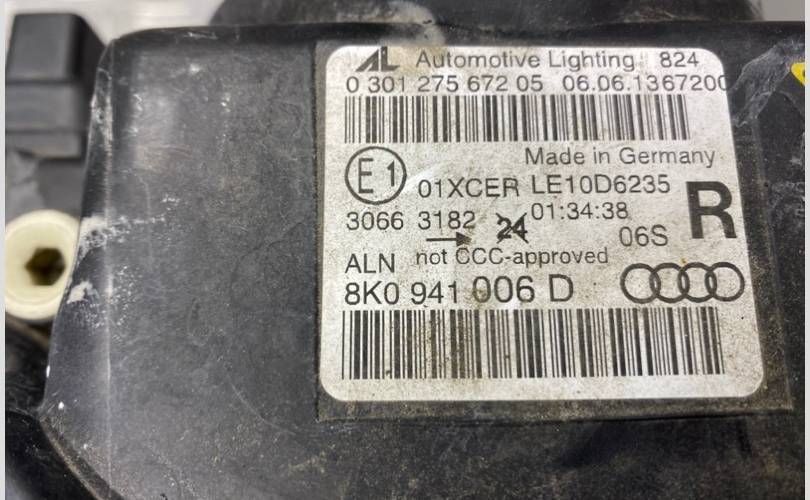 AL Automotive Lighting 824
0 301 275 672 05 06.06.1367200
Made in Germany
E1 01XCER LE10D6235 R
3066 3182 24 01:34:38
06S
ALN not CCC-approved
8K0 941 006 D